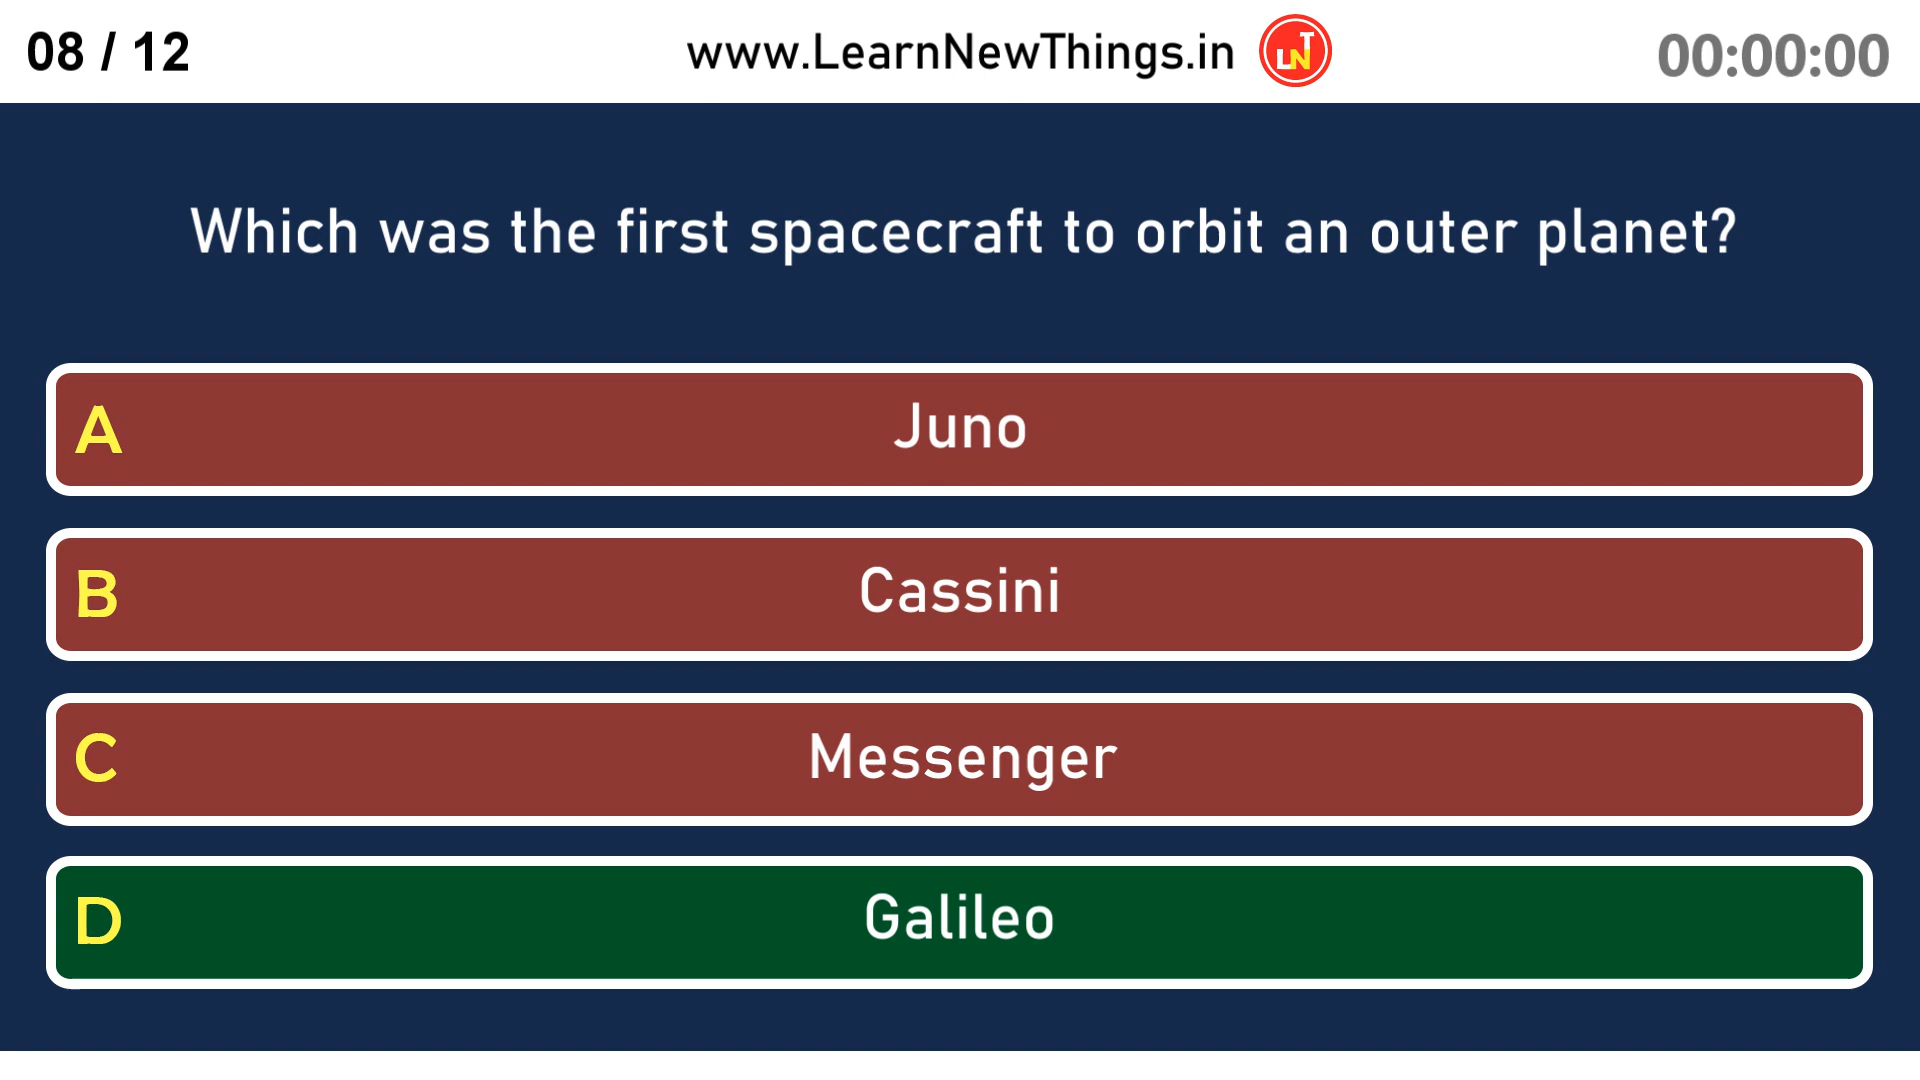 08 / 12
www.LearnNewThings.in
LNT
00:00:00
Which was the first spacecraft to orbit an outer planet?
A Juno
B Cassini
C Messenger
D Galileo